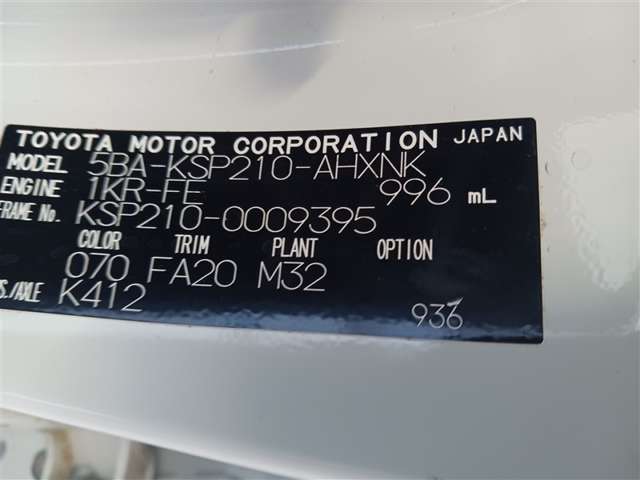 TOYOTA MOTOR CORPORATION JAPAN
MODEL 5BA-KSP210-AHXNK
ENGINE 1KR-FE 996 mL
FRAME No. KSP210-0009395
COLOR TRIM PLANT OPTION
070 FA20 M32
S./AXLE K412
936